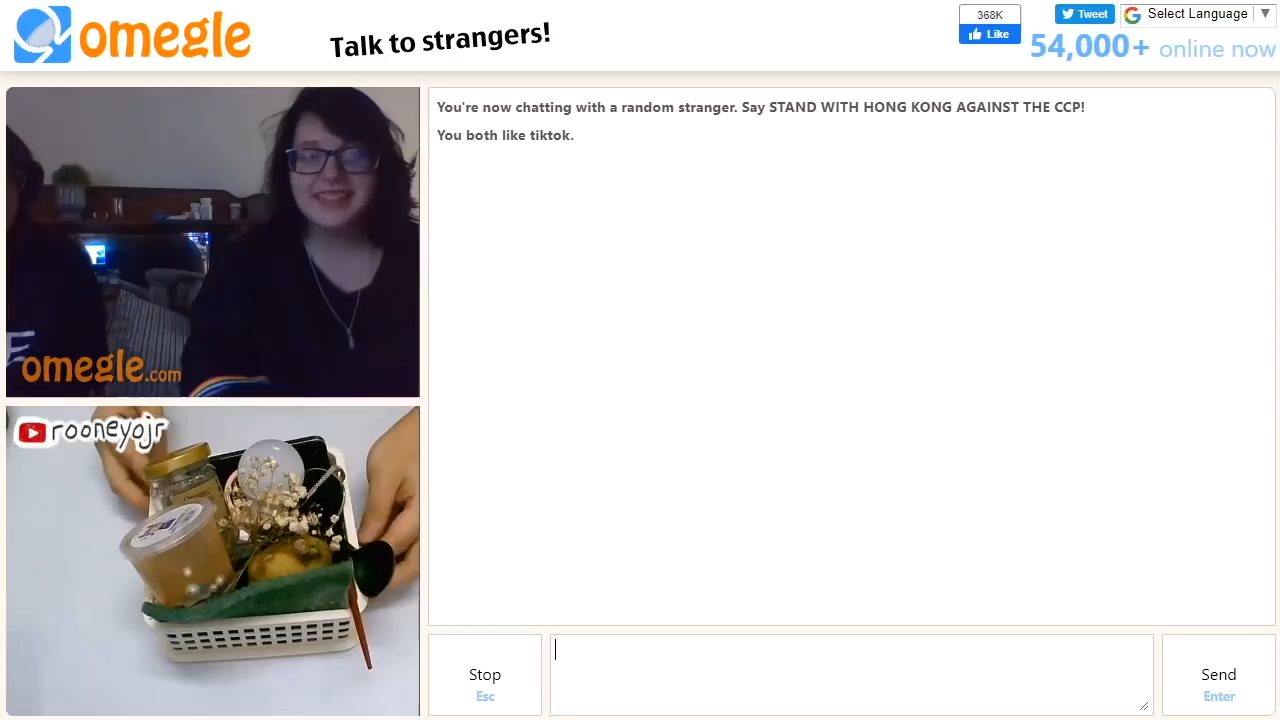 omegle
Talk to strangers!
368K
Like
Tweet
Select Language
54,000+ online now
You're now chatting with a random stranger. Say STAND WITH HONG KONG AGAINST THE CCP!
You both like tiktok.
omegle.com
rooneyojr
Stop
Esc
Send
Enter